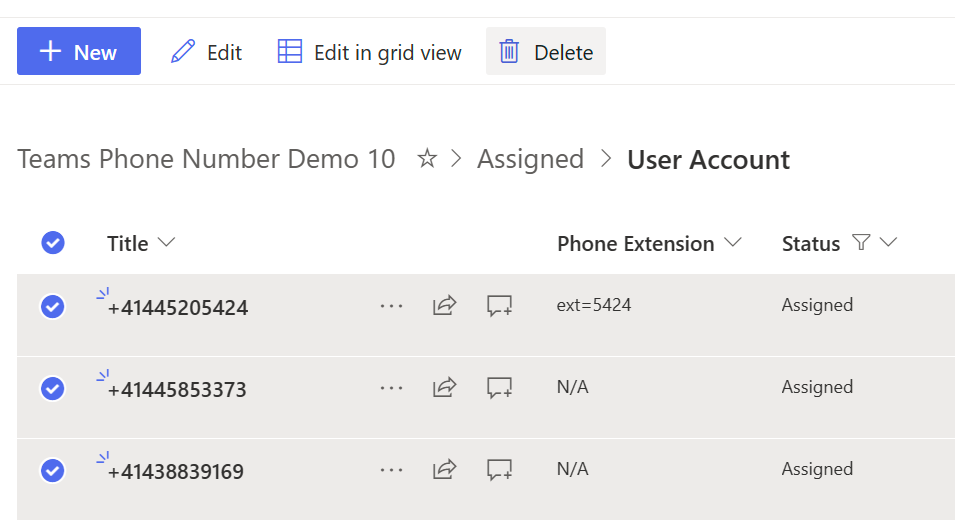 New Edit Edit in grid view Delete
Teams Phone Number Demo 10 > Assigned > User Account
Title Phone Extension Status
+41445205424 ... ext=5424 Assigned
+41445853373 ... N/A Assigned
+41438839169 ... N/A Assigned